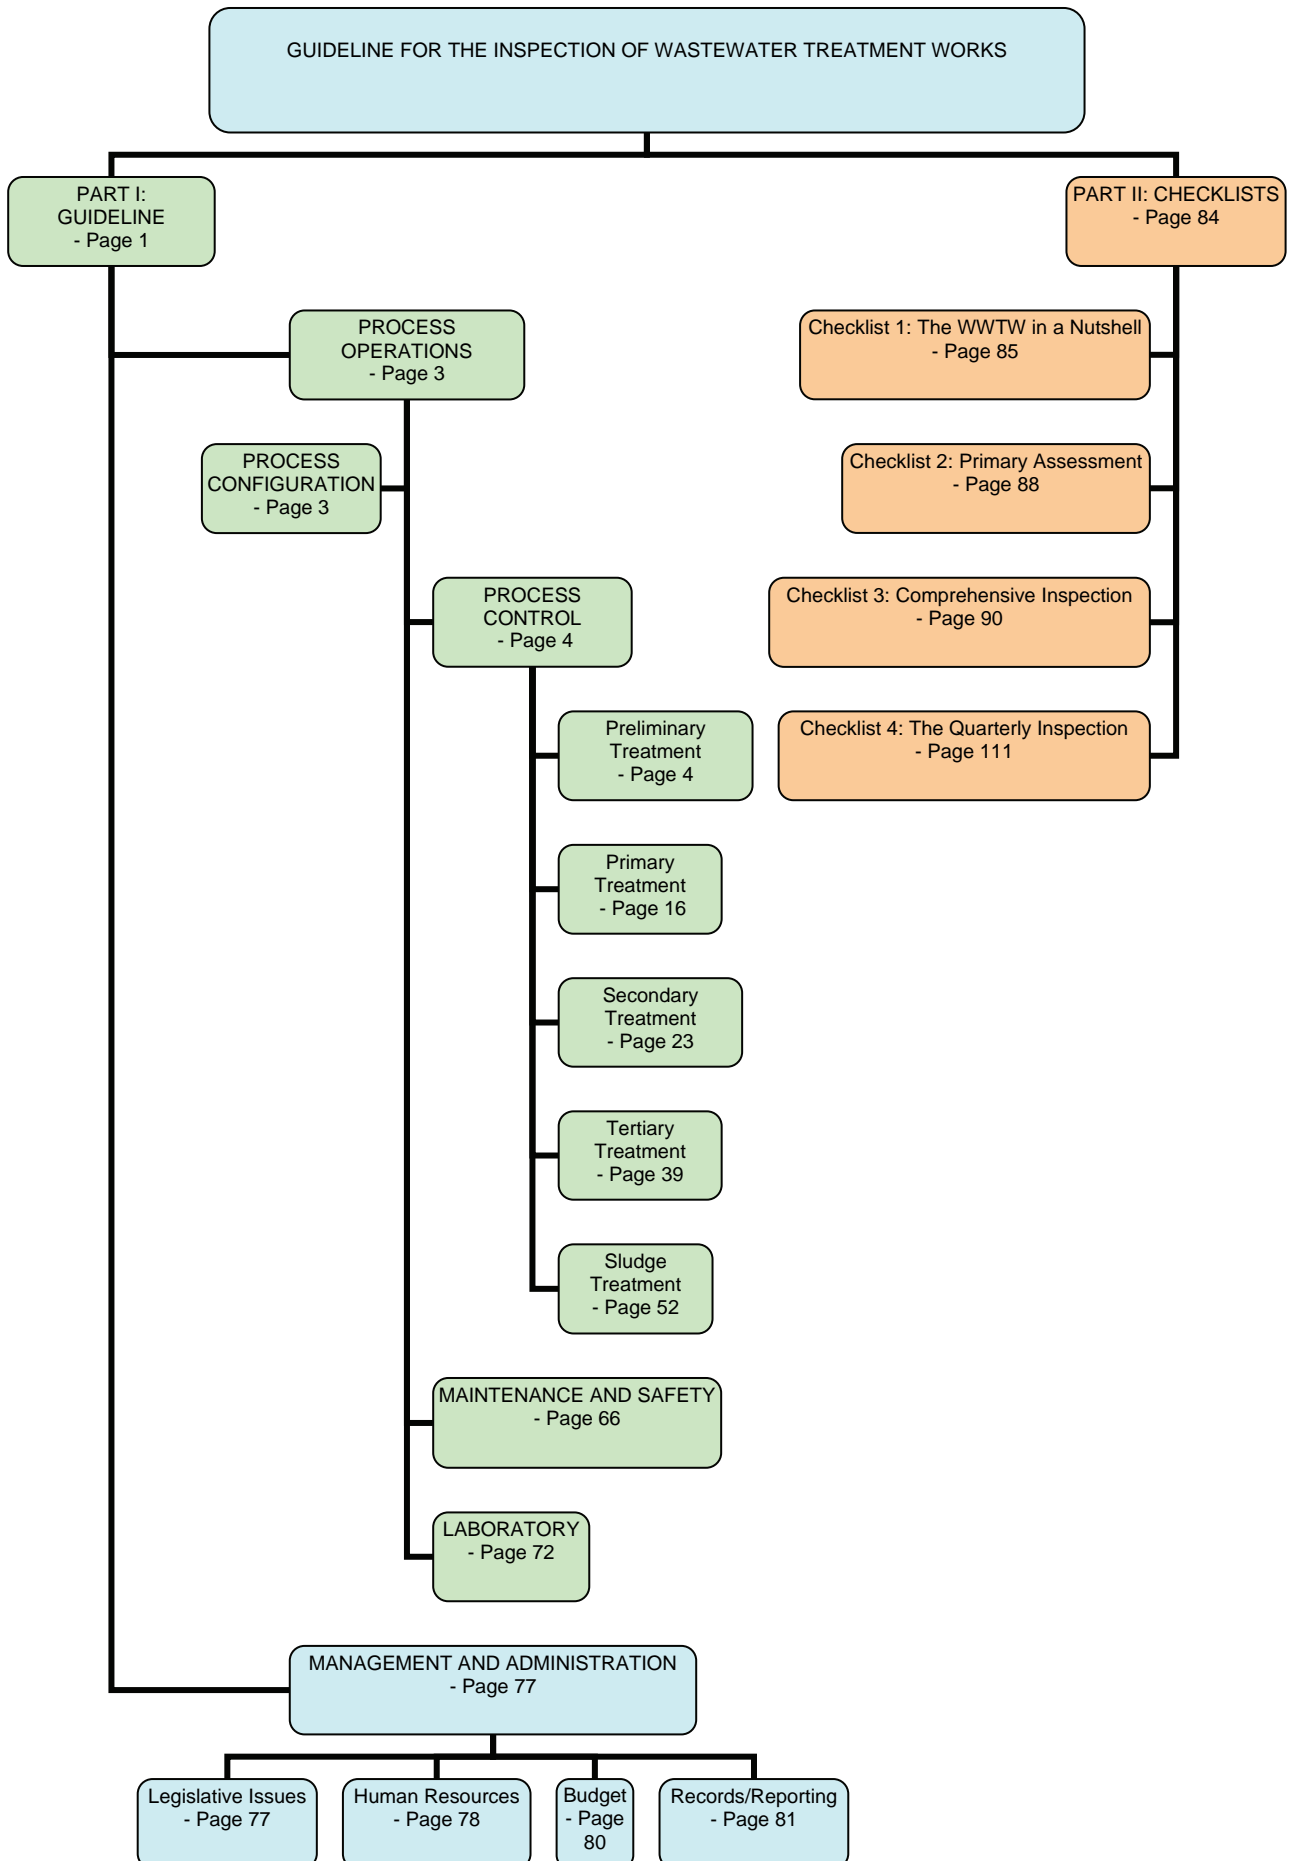 GUIDELINE FOR THE INSPECTION OF WASTEWATER TREATMENT WORKS
PART I:
GUIDELINE
- Page 1
PART II: CHECKLISTS
- Page 84
PROCESS
OPERATIONS
- Page 3
Checklist 1: The WWTW in a Nutshell
- Page 85
PROCESS
CONFIGURATION
- Page 3
Checklist 2: Primary Assessment
- Page 88
PROCESS
CONTROL
- Page 4
Checklist 3: Comprehensive Inspection
- Page 90
Preliminary
Treatment
- Page 4
Checklist 4: The Quarterly Inspection
- Page 111
Primary
Treatment
- Page 16
Secondary
Treatment
- Page 23
Tertiary
Treatment
- Page 39
Sludge
Treatment
- Page 52
MAINTENANCE AND SAFETY
- Page 66
LABORATORY
- Page 72
MANAGEMENT AND ADMINISTRATION
- Page 77
Legislative Issues
- Page 77
Human Resources
- Page 78
Budget
- Page
80
Records/Reporting
- Page 81